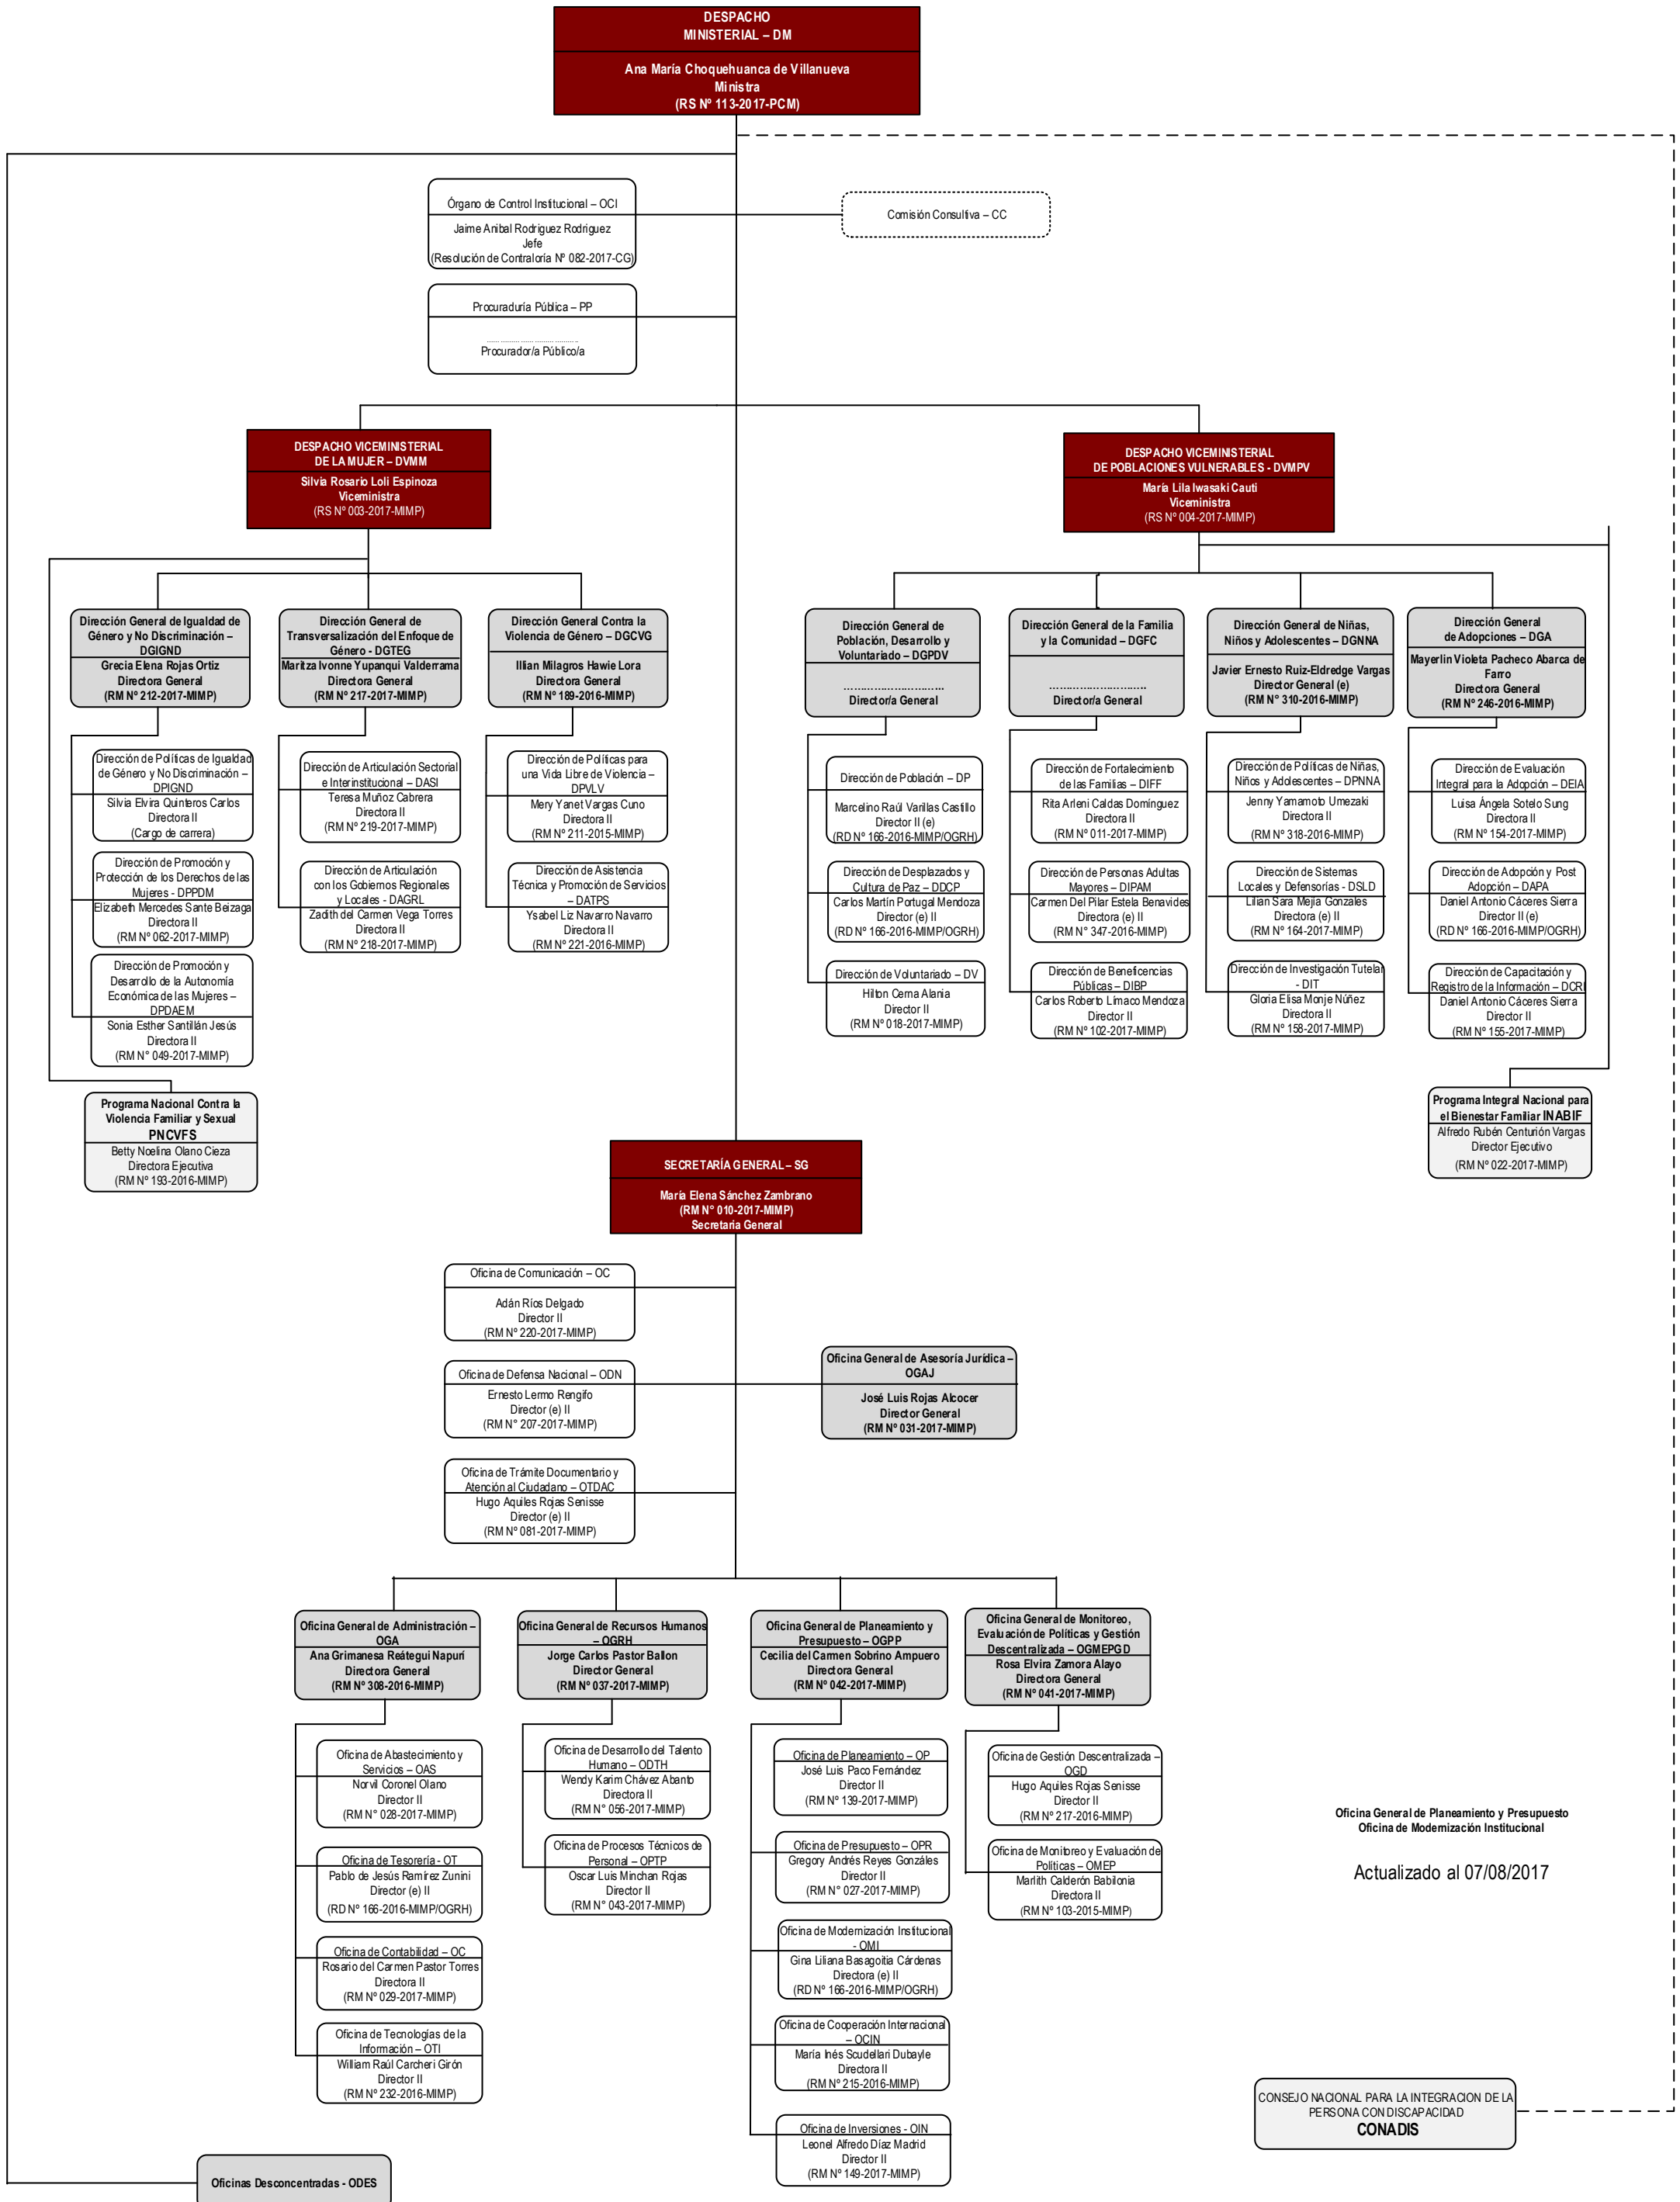 DESPACHO
MINISTERIAL – DM
Ana María Choquehuanca de Villanueva
Ministra
(RS Nº 113-2017-PCM)
Órgano de Control Institucional – OCI
Jaime Anibal Rodriguez Rodriguez
Jefe
(Resolución de Contraloría Nº 082-2017-CG)
Comisión Consultiva – CC
Procuraduría Pública – PP
..............................
Procurador/a Público/a
DESPACHO VICEMINISTERIAL
DE LA MUJER – DVMM
Silvia Rosario Loli Espinoza
Viceministra
(RS Nº 003-2017-MIMP)
DESPACHO VICEMINISTERIAL
DE POBLACIONES VULNERABLES - DVMPV
María Lila Iwasaki Cauti
Viceministra
(RS Nº 004-2017-MIMP)
Dirección General de Igualdad de
Género y No Discriminación –
DGIGND
Grecia Elena Rojas Ortiz
Directora General
(RM Nº 212-2017-MIMP)
Dirección General de
Transversalización del Enfoque de
Género - DGTEG
Maritza Ivonne Yupanqui Valderrama
Directora General
(RM Nº 217-2017-MIMP)
Dirección General Contra la
Violencia de Género – DGCVG
Illian Milagros Hawie Lora
Directora General
(RM Nº 189-2016-MIMP)
Dirección General de
Población, Desarrollo y
Voluntariado – DGPDV
..............................
Director/a General
Dirección General de la Familia
y la Comunidad – DGFC
..............................
Director/a General
Dirección General de Niñas,
Niños y Adolescentes – DGNNA
Javier Ernesto Ruiz-Eldredge Vargas
Director General (e)
(RM N° 310-2016-MIMP)
Dirección General
de Adopciones – DGA
Mayerlin Violeta Pacheco Abarca de
Farro
Directora General
(RM Nº 246-2016-MIMP)
Dirección de Políticas de Igualdad
de Género y No Discriminación –
DPIGND
Silvia Elvira Quinteros Carlos
Directora II
(Cargo de carrera)
Dirección de Promoción y
Protección de los Derechos de las
Mujeres - DPPDM
Elizabeth Mercedes Sante Beizaga
Directora II
(RM Nº 062-2017-MIMP)
Dirección de Promoción y
Desarrollo de la Autonomía
Económica de las Mujeres –
DPDAEM
Sonia Esther Santillán Jesús
Directora II
(RM N° 049-2017-MIMP)
Dirección de Articulación Sectorial
e Interinstitucional – DASI
Teresa Muñoz Cabrera
Directora II
(RM Nº 219-2017-MIMP)
Dirección de Articulación
con los Gobiernos Regionales
y Locales - DAGRL
Zadith del Carmen Vega Torres
Directora II
(RM Nº 218-2017-MIMP)
Dirección de Políticas para
una Vida Libre de Violencia –
DPVLV
Mery Yanet Vargas Cuno
Directora II
(RM Nº 211-2015-MIMP)
Dirección de Asistencia
Técnica y Promoción de Servicios
– DATPS
Ysabel Liz Navarro Navarro
Directora II
(RM Nº 221-2016-MIMP)
Dirección de Población – DP
Marcelino Raúl Varillas Castillo
Director II (e)
(RD Nº 166-2016-MIMP/OGRH)
Dirección de Desplazados y
Cultura de Paz – DDCP
Carlos Martín Portugal Mendoza
Director (e) II
(RD Nº 166-2016-MIMP/OGRH)
Dirección de Voluntariado – DV
Hilton Cerna Alania
Director II
(RM Nº 018-2017-MIMP)
Dirección de Fortalecimiento
de las Familias – DIFF
Rita Arleni Caldas Domínguez
Directora II
(RM Nº 011-2017-MIMP)
Dirección de Personas Adultas
Mayores – DIPAM
Carmen Del Pilar Estela Benavides
Directora (e) II
(RM N° 347-2016-MIMP)
Dirección de Beneficencias
Públicas – DIBP
Carlos Roberto Límaco Mendoza
Director II
(RM Nº 102-2017-MIMP)
Dirección de Políticas de Niñas,
Niños y Adolescentes – DPNNA
Jenny Yamamoto Umezaki
Directora II
(RM Nº 318-2016-MIMP)
Dirección de Sistemas
Locales y Defensorías - DSLD
Lilian Sara Mejía Gonzales
Directora (e) II
(RM Nº 164-2017-MIMP)
Dirección de Investigación Tutelar
- DIT
Gloria Elisa Monje Núñez
Directora II
(RM Nº 158-2017-MIMP)
Dirección de Evaluación
Integral para la Adopción – DEIA
Luisa Ángela Sotelo Sung
Directora II
(RM Nº 154-2017-MIMP)
Dirección de Adopción y Post
Adopción – DAPA
Daniel Antonio Cáceres Sierra
Director II (e)
(RD Nº 166-2016-MIMP/OGRH)
Dirección de Capacitación y
Registro de la Información – DCRI
Daniel Antonio Cáceres Sierra
Director II
(RM Nº 155-2017-MIMP)
Programa Nacional Contra la
Violencia Familiar y Sexual
PNCVFS
Betty Noelina Olano Cieza
Directora Ejecutiva
(RM Nº 193-2016-MIMP)
Programa Integral Nacional para
el Bienestar Familiar INABIF
Alfredo Rubén Centurión Vargas
Director Ejecutivo
(RM Nº 022-2017-MIMP)
SECRETARÍA GENERAL – SG
María Elena Sánchez Zambrano
(RM N° 010-2017-MIMP)
Secretaria General
Oficina de Comunicación – OC
Adán Ríos Delgado
Director II
(RM Nº 220-2017-MIMP)
Oficina de Defensa Nacional – ODN
Ernesto Lermo Rengifo
Director (e) II
(RM N° 207-2017-MIMP)
Oficina General de Asesoría Jurídica –
OGAJ
José Luis Rojas Alcocer
Director General
(RM Nº 031-2017-MIMP)
Oficina de Trámite Documentario y
Atención al Ciudadano – OTDAC
Hugo Aquiles Rojas Senisse
Director (e) II
(RM Nº 081-2017-MIMP)
Oficina General de Administración –
OGA
Ana Grimanesa Reátegui Napurí
Directora General
(RM Nº 308-2016-MIMP)
Oficina General de Recursos Humanos
– OGRH
Jorge Carlos Pastor Ballon
Director General
(RM Nº 037-2017-MIMP)
Oficina General de Planeamiento y
Presupuesto – OGPP
Cecilia del Carmen Sobrino Ampuero
Directora General
(RM Nº 042-2017-MIMP)
Oficina General de Monitoreo,
Evaluación de Políticas y Gestión
Descentralizada – OGMEPGD
Rosa Elvira Zamora Alayo
Directora General
(RM Nº 041-2017-MIMP)
Oficina de Abastecimiento y
Servicios – OAS
Norvil Coronel Olano
Director II
(RM Nº 028-2017-MIMP)
Oficina de Tesorería - OT
Pablo de Jesús Ramírez Zunini
Director (e) II
(RD Nº 166-2016-MIMP/OGRH)
Oficina de Contabilidad – OC
Rosario del Carmen Pastor Torres
Directora II
(RM Nº 029-2017-MIMP)
Oficina de Tecnologías de la
Información – OTI
William Raúl Carcheri Girón
Director II
(RM Nº 232-2016-MIMP)
Oficina de Desarrollo del Talento
Humano – ODTH
Wendy Karim Chávez Abanto
Directora II
(RM N° 056-2017-MIMP)
Oficina de Procesos Técnicos de
Personal – OPTP
Oscar Luis Minchan Rojas
Director II
(RM Nº 043-2017-MIMP)
Oficina de Planeamiento – OP
José Luis Paco Fernández
Director II
(RM Nº 139-2017-MIMP)
Oficina de Presupuesto – OPR
Gregory Andrés Reyes Gonzáles
Director II
(RM Nº 027-2017-MIMP)
Oficina de Modernización Institucional
- OMI
Gina Liliana Basagoitia Cárdenas
Directora (e) II
(RD Nº 166-2016-MIMP/OGRH)
Oficina de Cooperación Internacional
– OCIN
María Inés Scudellari Dubayle
Directora II
(RM Nº 215-2016-MIMP)
Oficina de Inversiones - OIN
Leonel Alfredo Díaz Madrid
Director II
(RM Nº 149-2017-MIMP)
Oficina de Gestión Descentralizada –
OGD
Hugo Aquiles Rojas Senisse
Director II
(RM Nº 217-2016-MIMP)
Oficina de Monitoreo y Evaluación de
Políticas – OMEP
Marlith Calderón Babilonia
Directora II
(RM Nº 103-2015-MIMP)
Oficina General de Planeamiento y Presupuesto
Oficina de Modernización Institucional
Actualizado al 07/08/2017
CONSEJO NACIONAL PARA LA INTEGRACION DE LA
PERSONA CON DISCAPACIDAD
CONADIS
Oficinas Desconcentradas - ODES